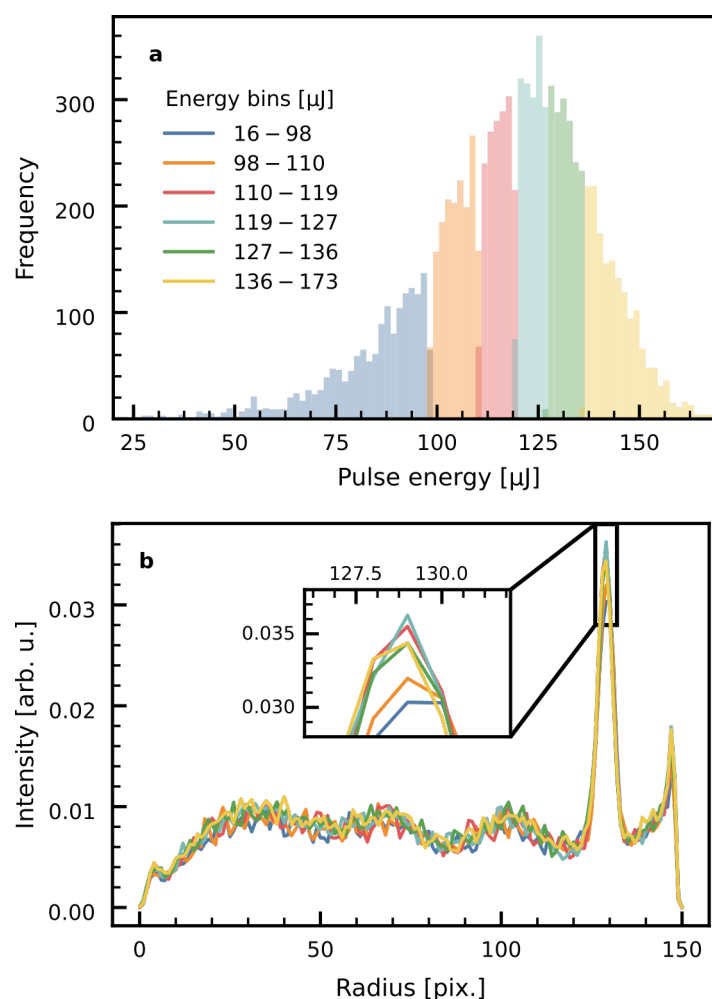 a
Energy bins [µJ]
16 – 98
98 – 110
110 – 119
119 – 127
127 – 136
136 – 173
Frequency
300
200
100
0
25 50 75 100 125 150
Pulse energy [µJ]
b
127.5 130.0
0.035
0.030
Intensity [arb. u.]
0.03
0.02
0.01
0.00
0 50 100 150
Radius [pix.]